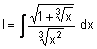 I = ∫ √(1+∛x) / ∛(x²) dx